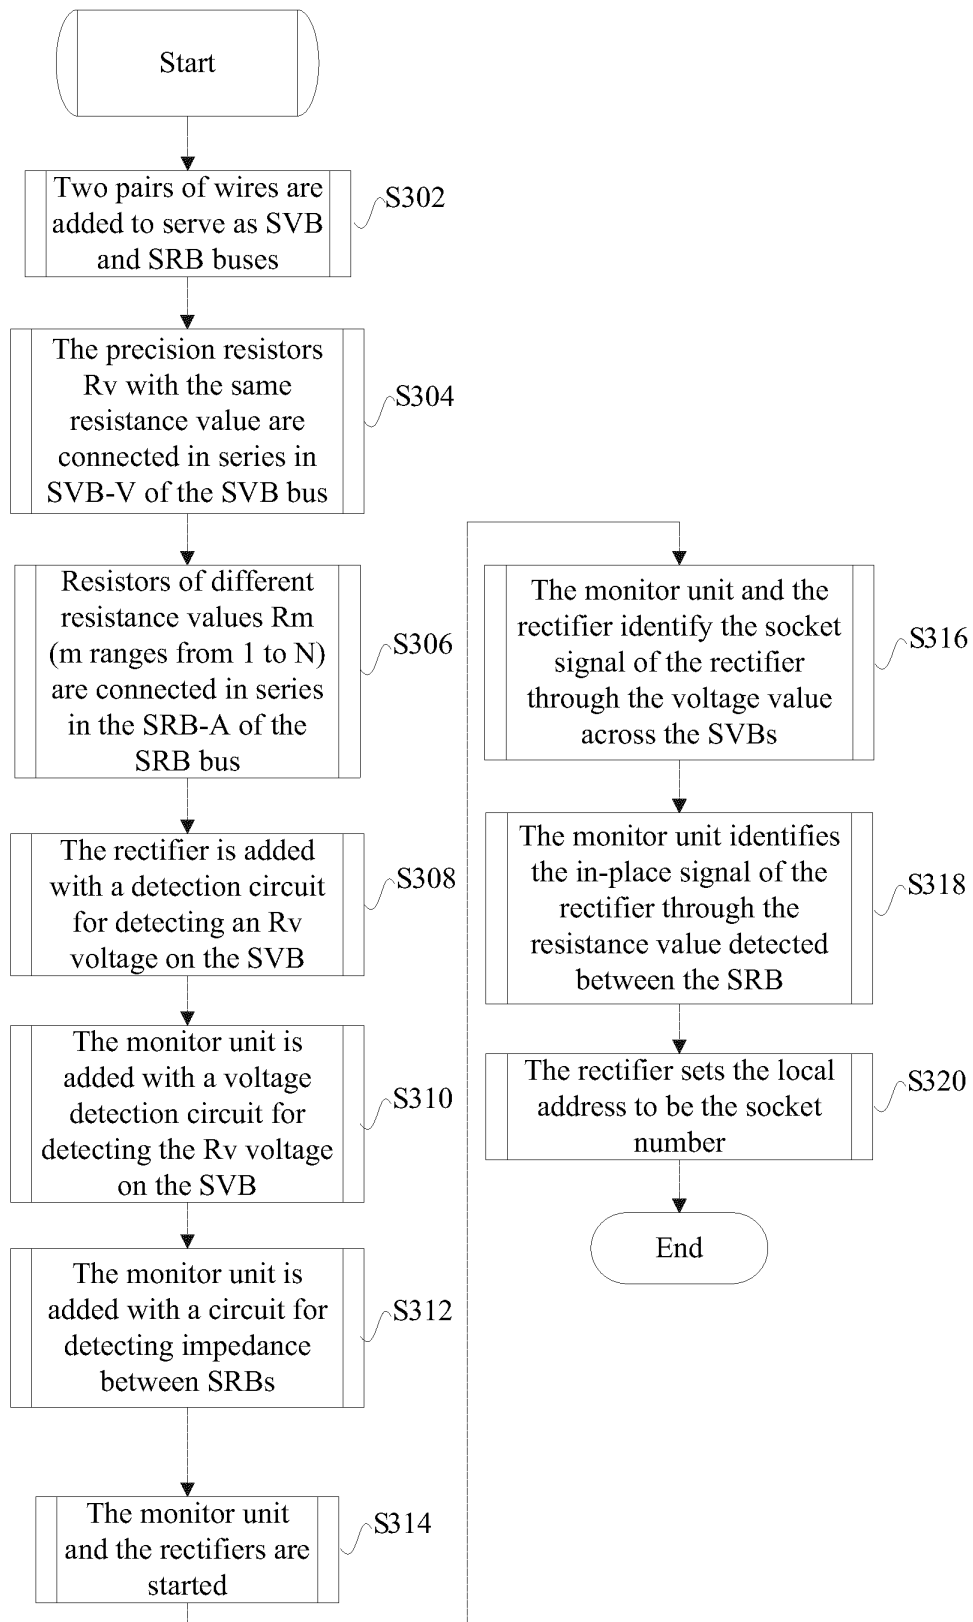 Start
Two pairs of wires are
added to serve as SVB
and SRB buses
S302
The precision resistors
Rv with the same
resistance value are
connected in series in
SVB-V of the SVB bus
S304
Resistors of different
resistance values Rm
(m ranges from 1 to N)
are connected in series
in the SRB-A of the
SRB bus
S306
The rectifier is added
with a detection circuit
for detecting an Rv
voltage on the SVB
S308
The monitor unit is
added with a voltage
detection circuit for
detecting the Rv voltage
on the SVB
S310
The monitor unit is
added with a circuit for
detecting impedance
between SRBs
S312
The monitor unit
and the rectifiers are
started
S314
The monitor unit and the
rectifier identify the socket
signal of the rectifier
through the voltage value
across the SVBs
S316
The monitor unit identifies
the in-place signal of the
rectifier through the
resistance value detected
between the SRB
S318
The rectifier sets the local
address to be the socket
number
S320
End